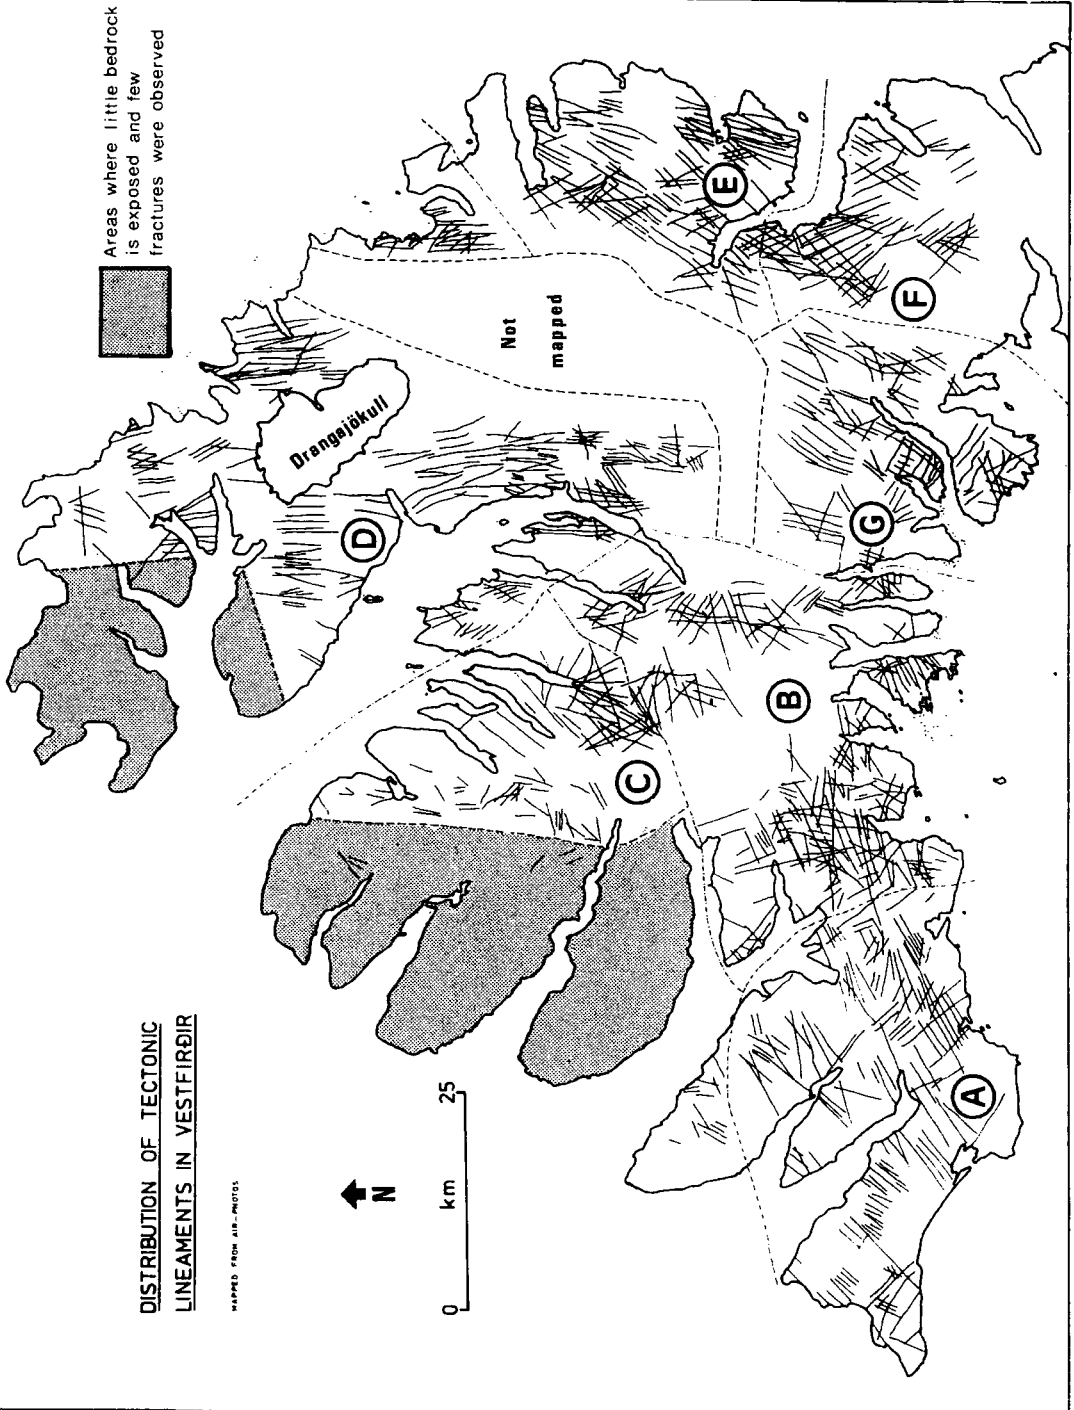 DISTRIBUTION OF TECTONIC
LINEAMENTS IN VESTFIRÐIR
MAPPED FROM AIR-PHOTOS
N
0 km 25
Areas where little bedrock
is exposed and few
fractures were observed
Drangajökull
Not
mapped
A
B
C
D
E
F
G